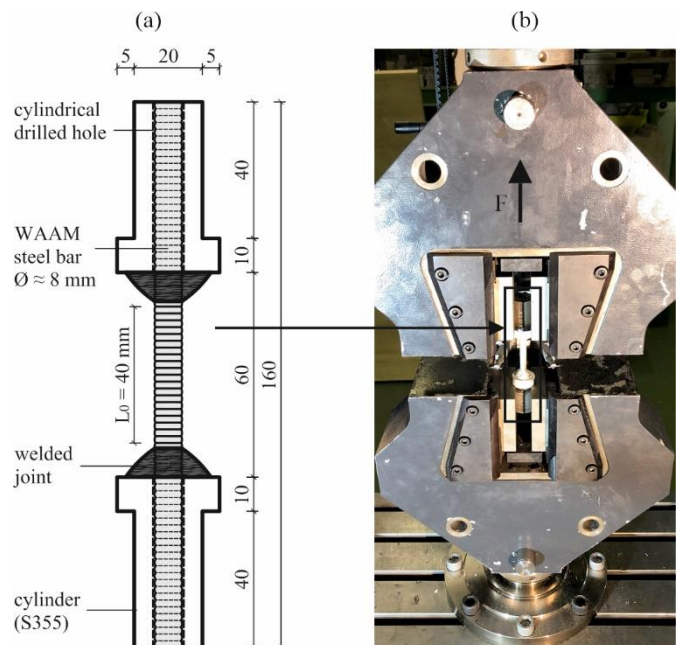 (a)
(b)
5
20
5
cylindrical
drilled hole
40
WAAM
steel bar
Ø ≈ 8 mm
10
F
L₀ = 40 mm
60
160
welded
joint
10
40
cylinder
(S355)